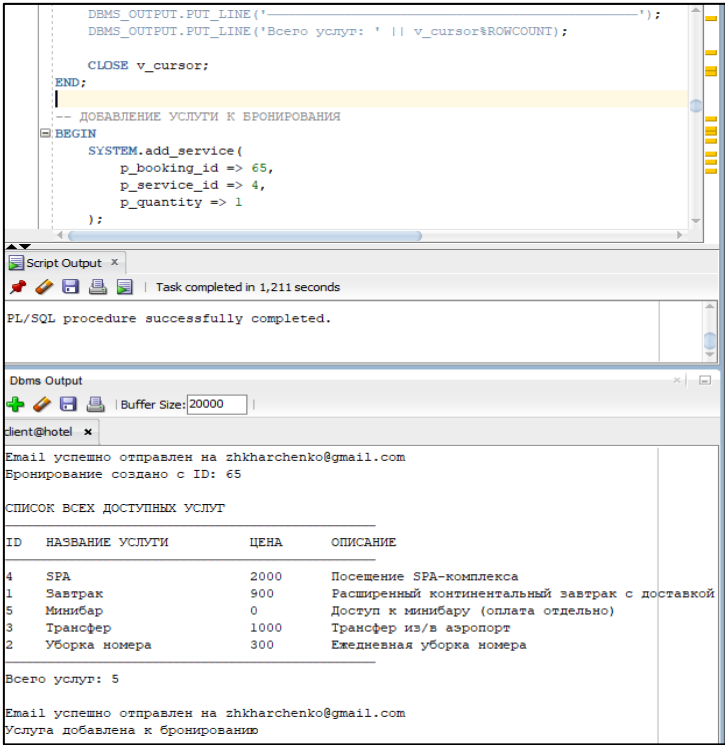 DBMS_OUTPUT.PUT_LINE('————————————————————————————————————————');
DBMS_OUTPUT.PUT_LINE('Всего услуг: ' || v_cursor%ROWCOUNT);
CLOSE v_cursor;
END;
-- ДОБАВЛЕНИЕ УСЛУГИ К БРОНИРОВАНИЯ
BEGIN
SYSTEM.add_service(
p_booking_id => 65,
p_service_id => 4,
p_quantity => 1
);
Script Output
Task completed in 1,211 seconds
PL/SQL procedure successfully completed.
Dbms Output
Buffer Size: 20000
client@hotel
Email успешно отправлен на zhkharchenko@gmail.com
Бронирование создано с ID: 65
СПИСОК ВСЕХ ДОСТУПНЫХ УСЛУГ
ID НАЗВАНИЕ УСЛУГИ ЦЕНА ОПИСАНИЕ
4 SPA 2000 Посещение SPA-комплекса
1 Завтрак 900 Расширенный континентальный завтрак с доставкой
5 Минибар 0 Доступ к минибару (оплата отдельно)
3 Трансфер 1000 Трансфер из/в аэропорт
2 Уборка номера 300 Ежедневная уборка номера
Всего услуг: 5
Email успешно отправлен на zhkharchenko@gmail.com
Услуга добавлена к бронированию